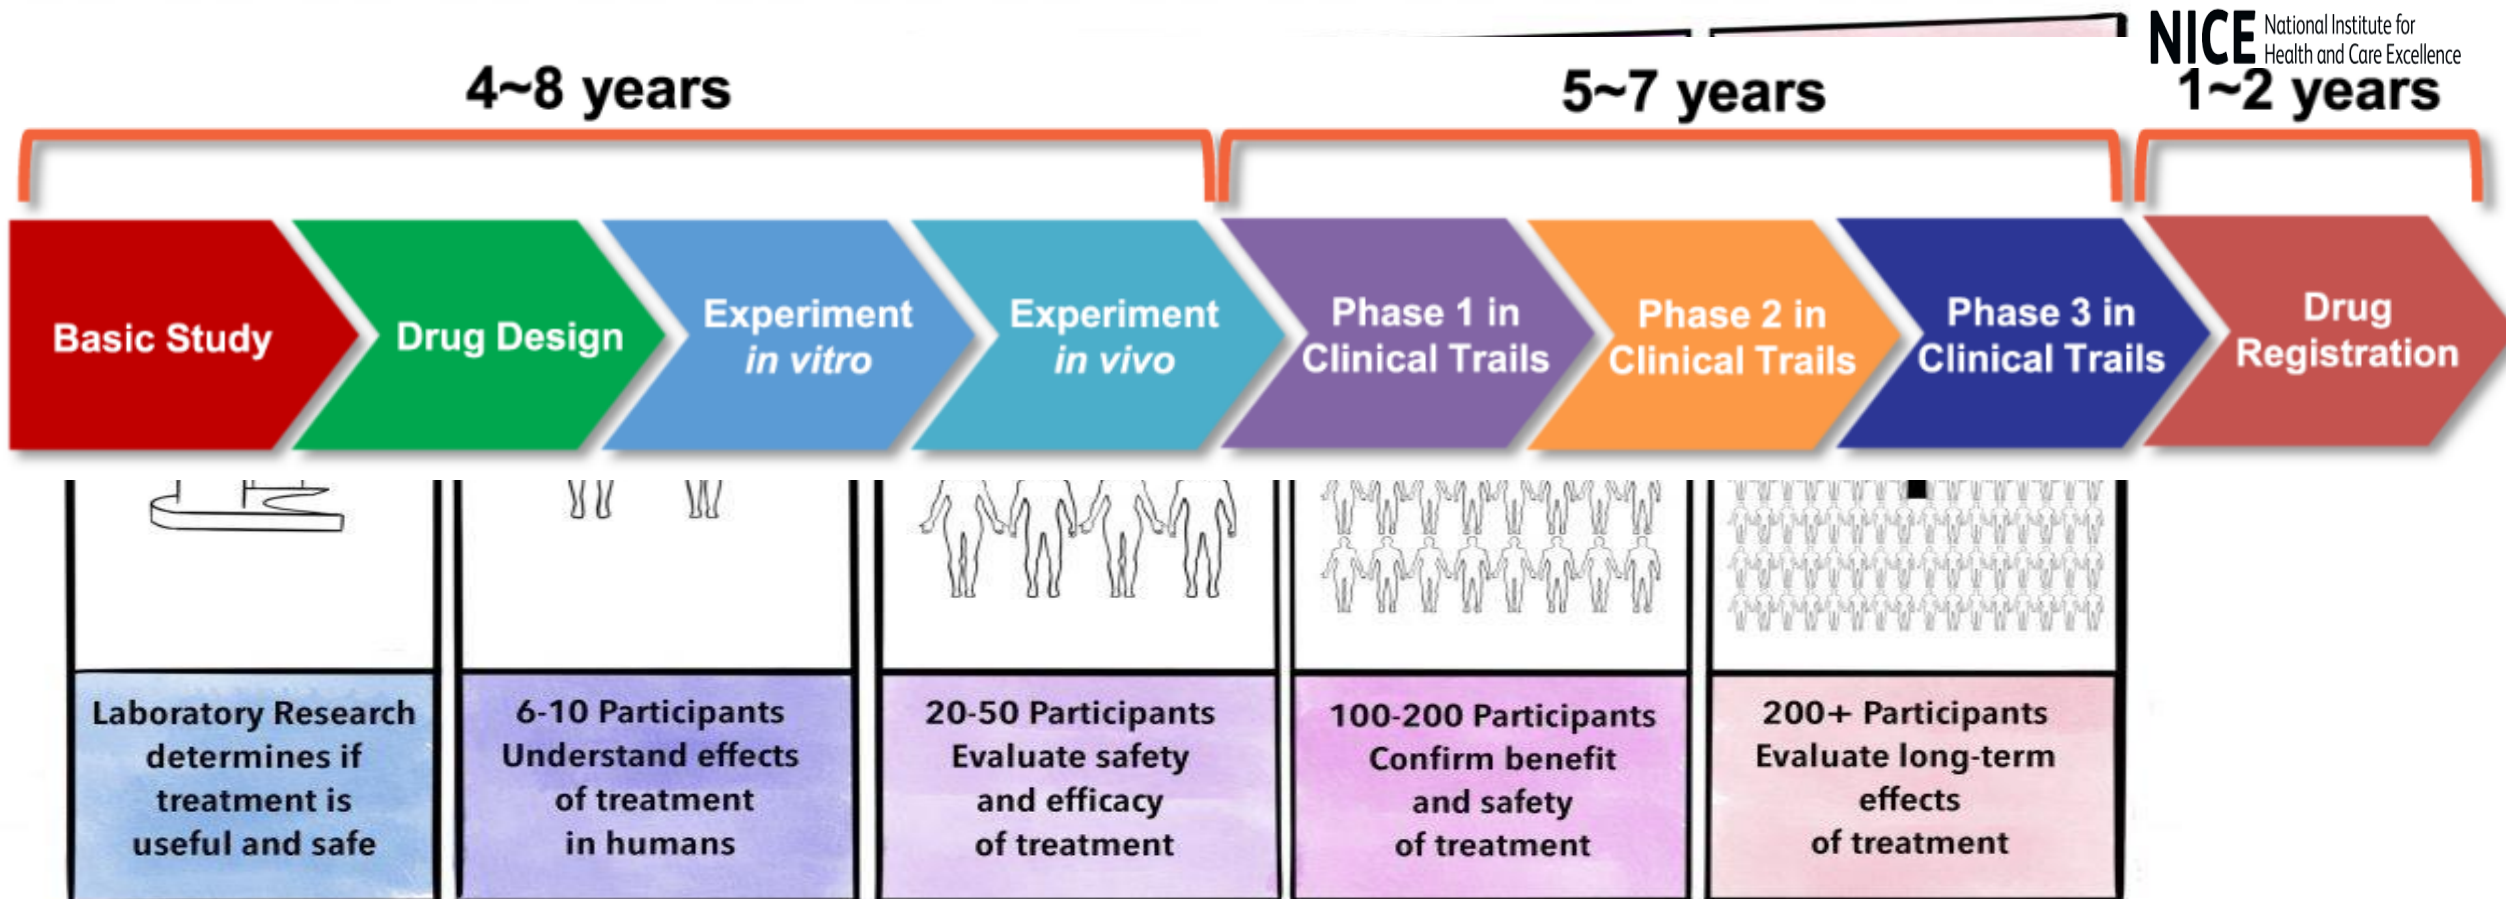 NICE National Institute for
Health and Care Excellence
4~8 years
5~7 years
1~2 years
Basic Study
Drug Design
Experiment
in vitro
Experiment
in vivo
Phase 1 in
Clinical Trails
Phase 2 in
Clinical Trails
Phase 3 in
Clinical Trails
Drug
Registration
Laboratory Research
determines if
treatment is
useful and safe
6-10 Participants
Understand effects
of treatment
in humans
20-50 Participants
Evaluate safety
and efficacy
of treatment
100-200 Participants
Confirm benefit
and safety
of treatment
200+ Participants
Evaluate long-term
effects
of treatment